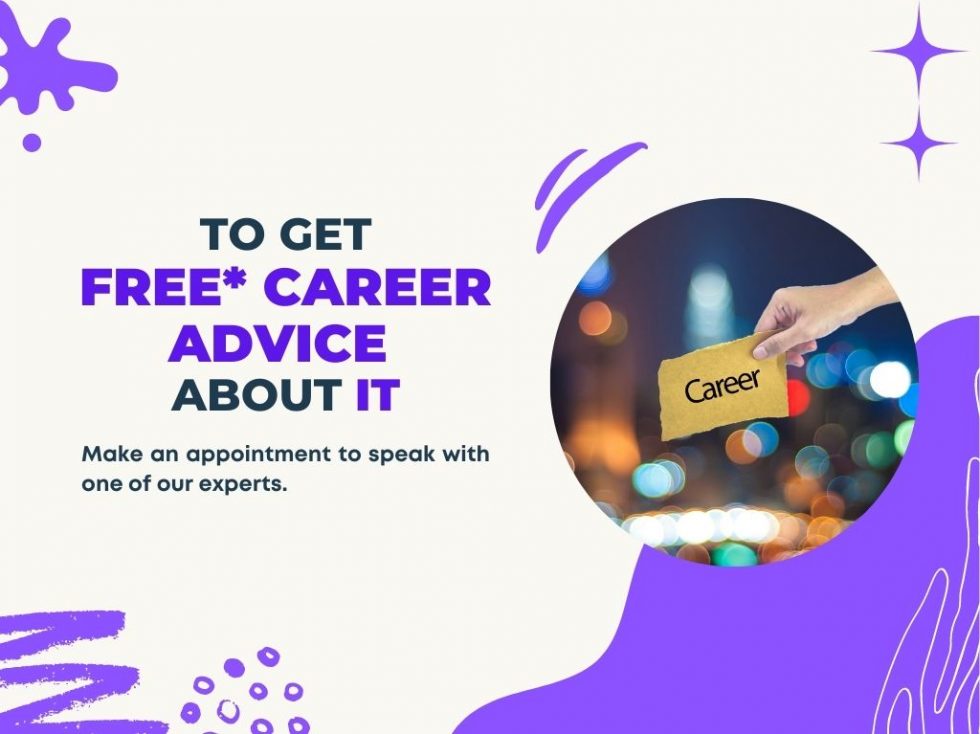 TO GET
FREE* CAREER
ADVICE
ABOUT IT
Make an appointment to speak with
one of our experts.
Career